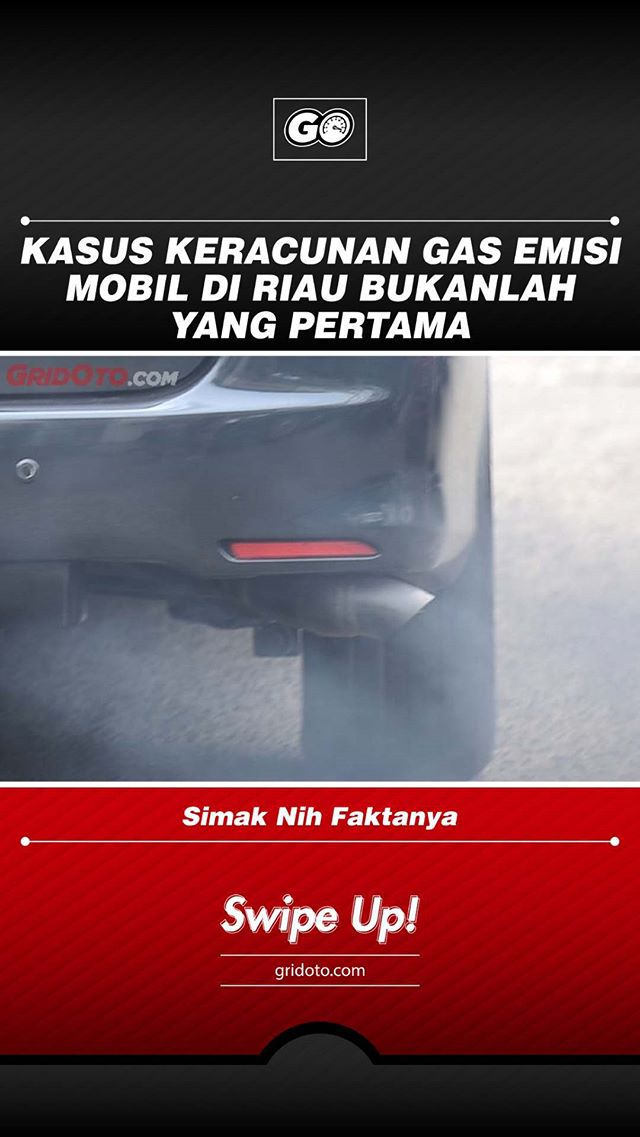 GO
KASUS KERACUNAN GAS EMISI
MOBIL DI RIAU BUKANLAH
YANG PERTAMA
GRIDOTO.COM
Simak Nih Faktanya
Swipe Up!
gridoto.com